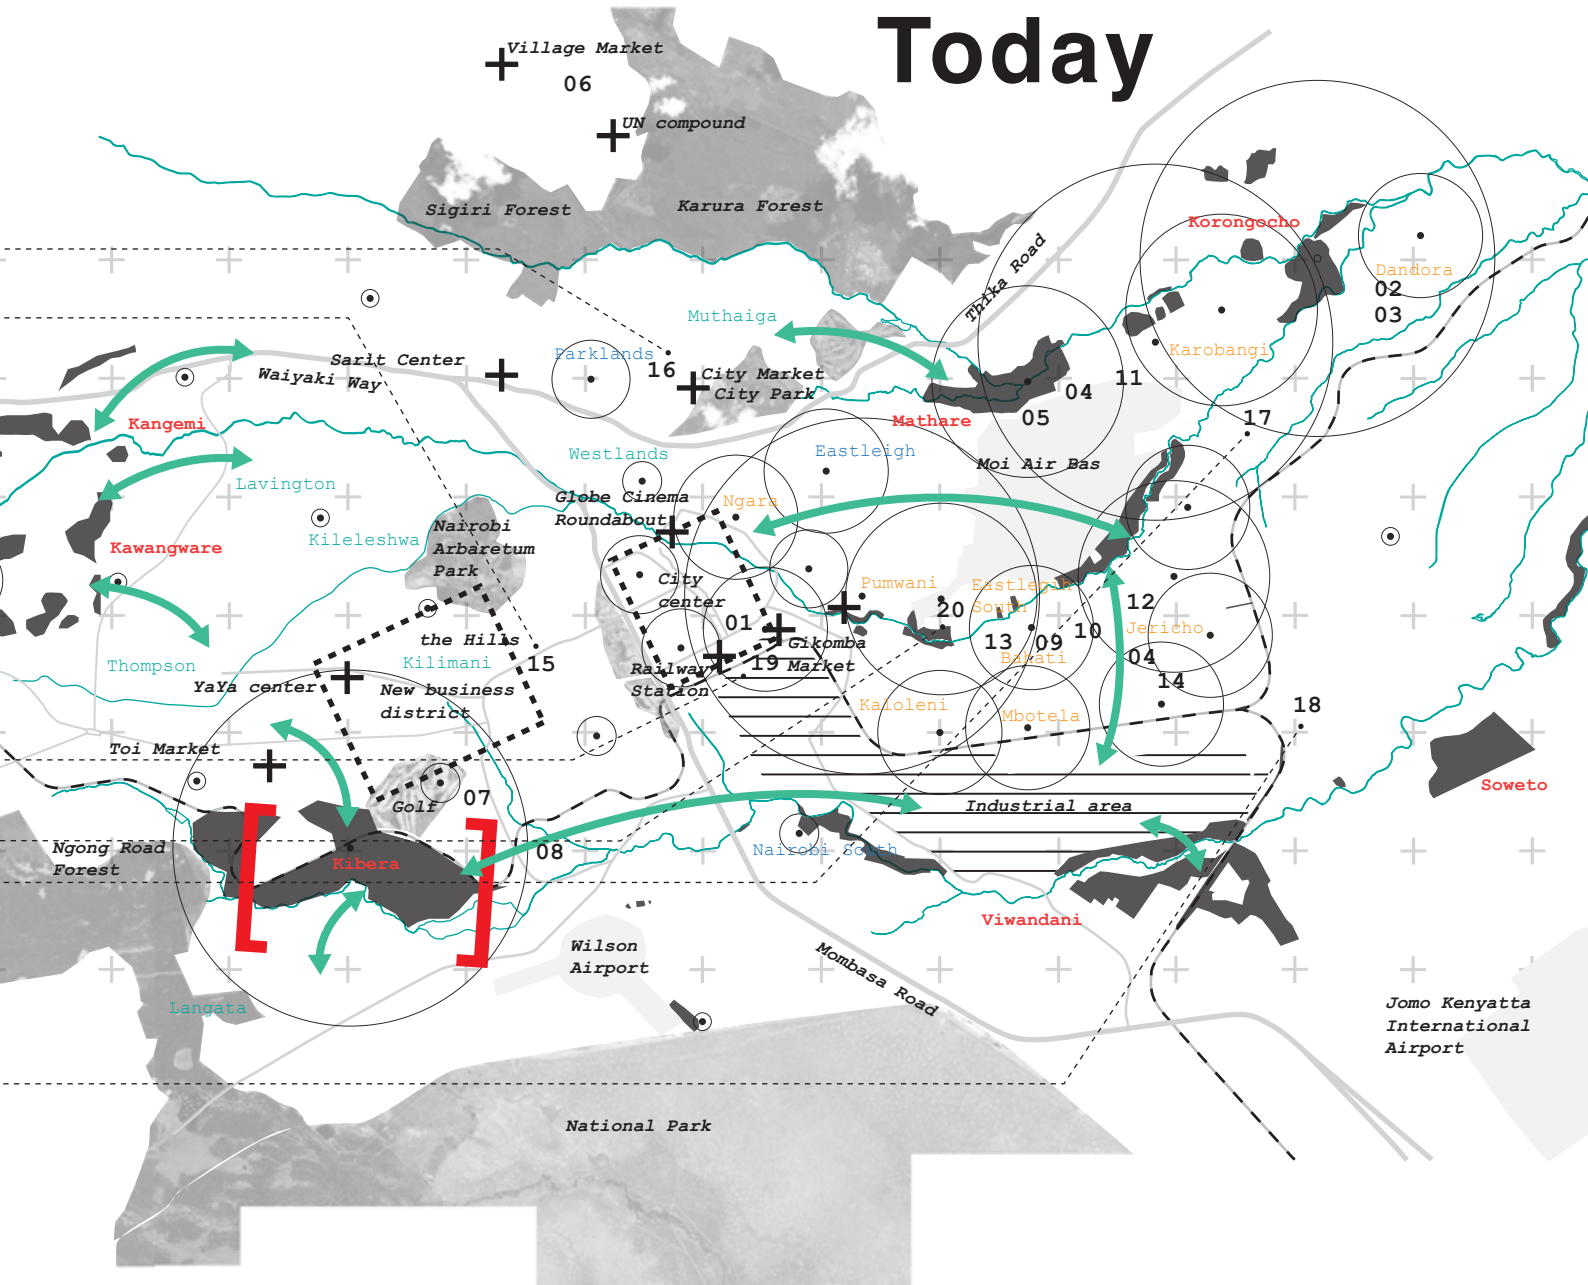 Today
Village Market
06
UN compound
Sigiri Forest
Karura Forest
Korongocho
Dandora
02
03
Thika Road
Muthaiga
Sarit Center
Waiyaki Way
Parklands
16
City Market
City Park
Karobangi
04
11
05
17
Mathare
Kangemi
Westlands
Eastleigh
Moi Air Bas
Lavington
Globe Cinema
Roundabout
Ngara
Kileleshwa
Nairobi
Arbaretum
Park
Kawangware
City
center
Pumwani
Eastlegih
South
20
12
01
13
09
10
Jericho
the Hills
Kilimani
15
Gikomba
Market
19
Bahati
04
Thompson
YaYa center
New business
district
Railway
Station
14
Kaloleni
Mbotela
18
Toi Market
Soweto
Golf
07
Industrial area
Ngong Road
Forest
Kibera
08
Nairobi South
Viwandani
Wilson
Airport
Mombasa Road
Langata
Jomo Kenyatta
International
Airport
National Park